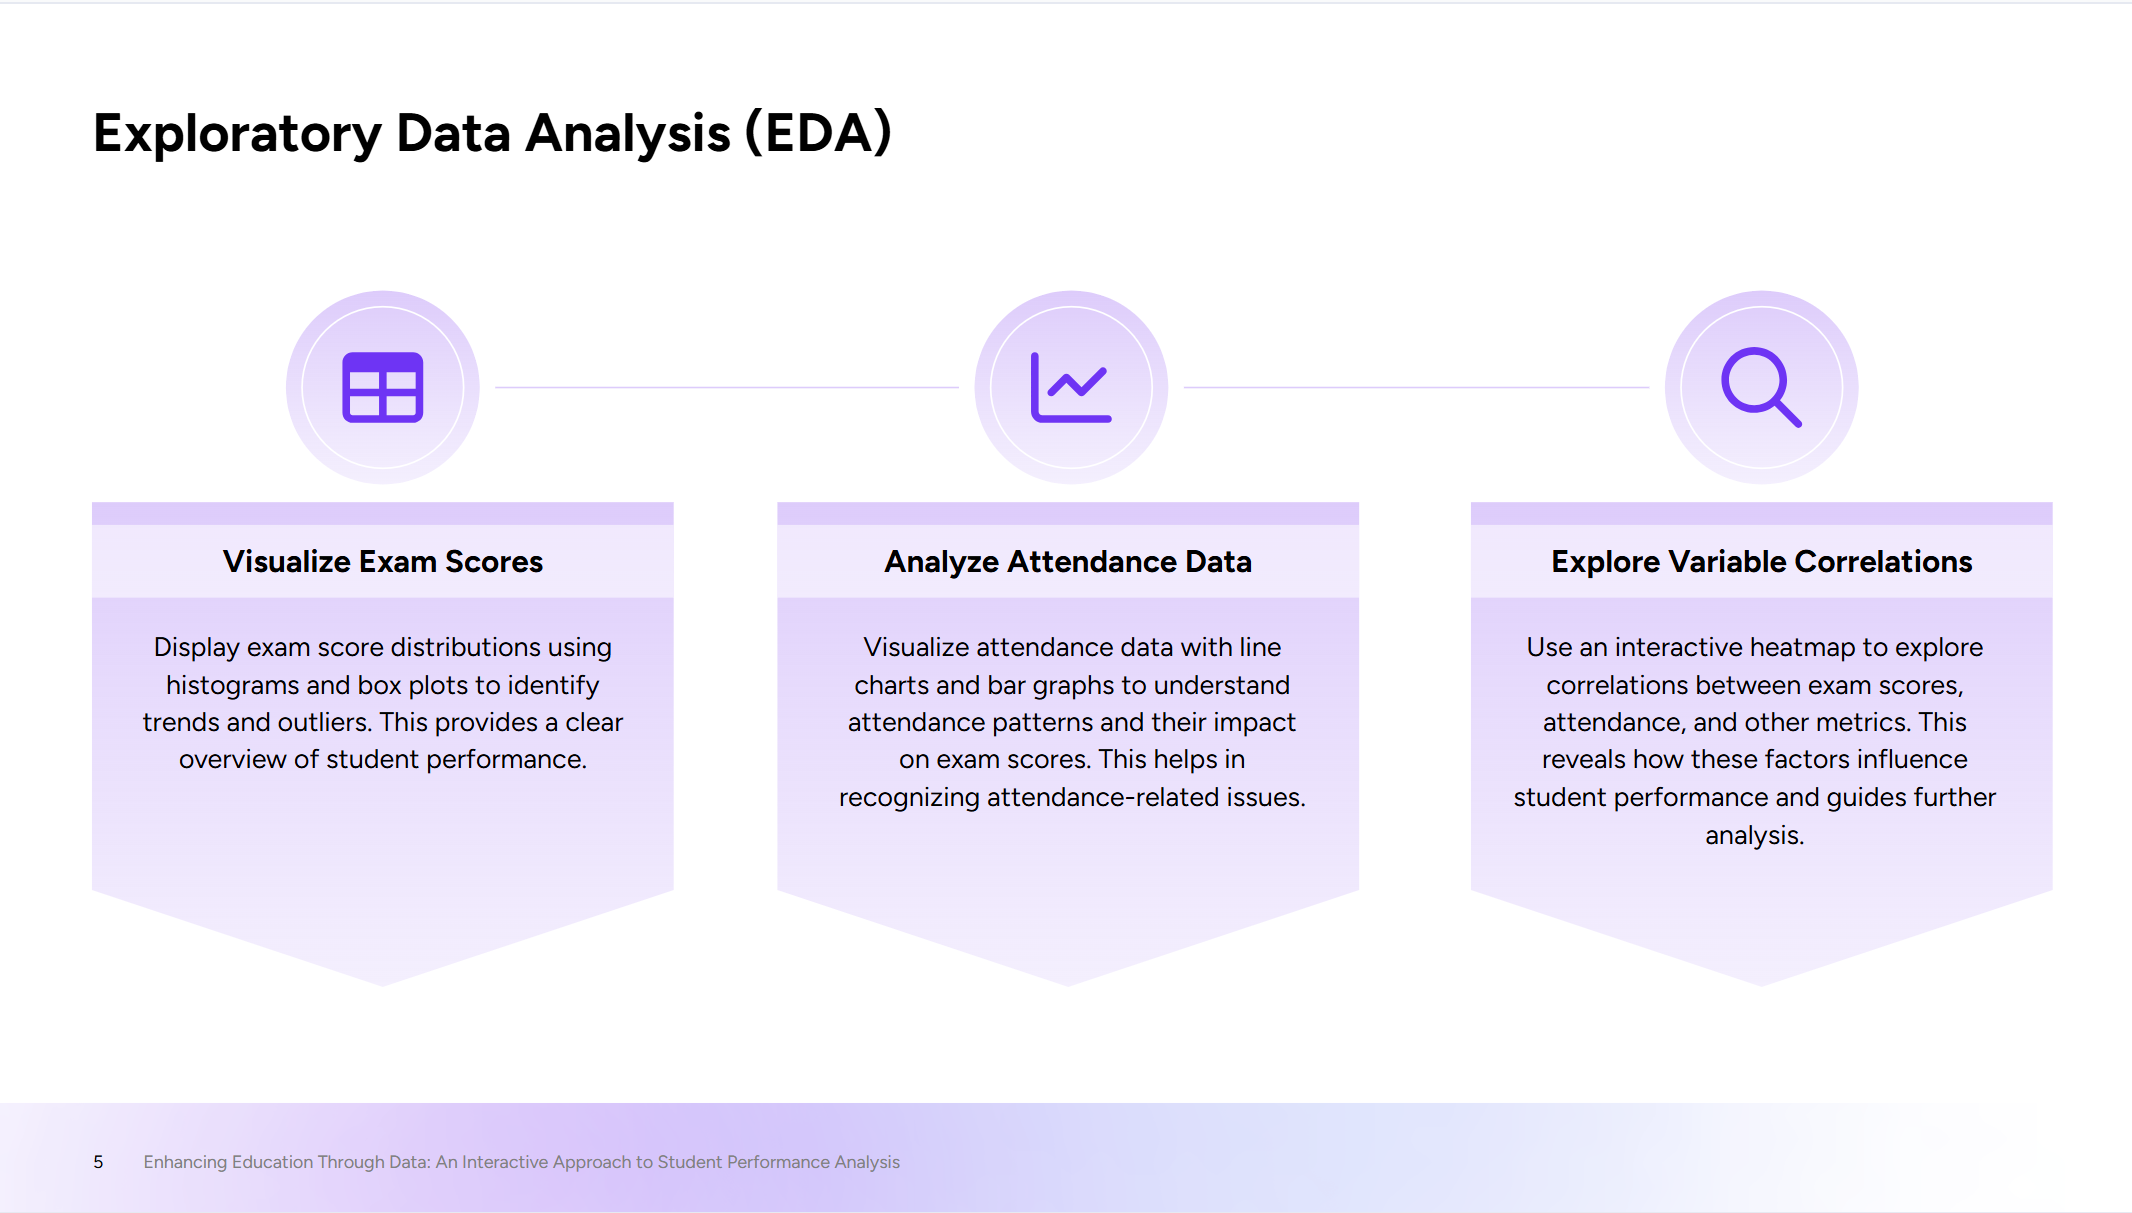 Exploratory Data Analysis (EDA)
Visualize Exam Scores
Display exam score distributions using
histograms and box plots to identify
trends and outliers. This provides a clear
overview of student performance.
Analyze Attendance Data
Visualize attendance data with line
charts and bar graphs to understand
attendance patterns and their impact
on exam scores. This helps in
recognizing attendance-related issues.
Explore Variable Correlations
Use an interactive heatmap to explore
correlations between exam scores,
attendance, and other metrics. This
reveals how these factors influence
student performance and guides further
analysis.
5 Enhancing Education Through Data: An Interactive Approach to Student Performance Analysis